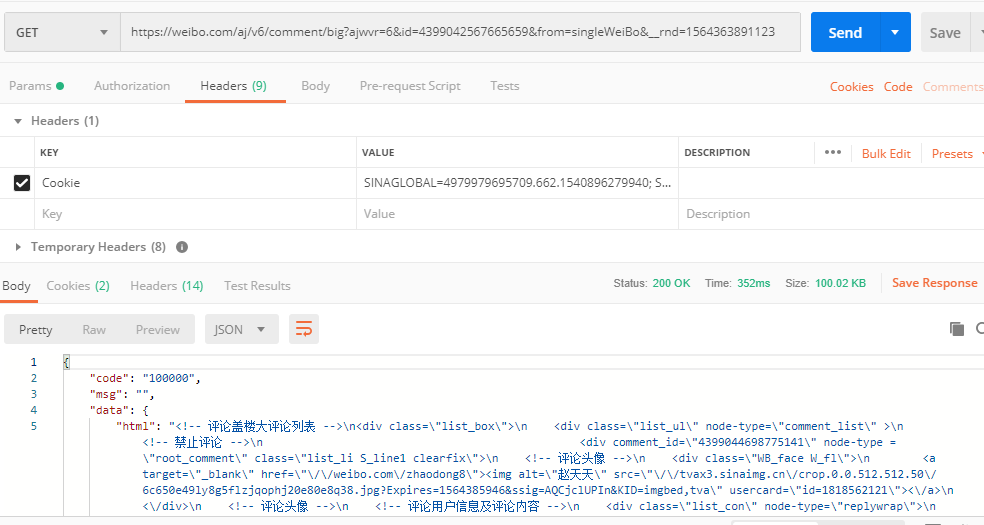 GET https://weibo.com/aj/v6/comment/big?ajwvr=6&id=4399042567665659&from=singleWeiBo&__rnd=1564363891123 Send Save
Params Authorization Headers (9) Body Pre-request Script Tests Cookies Code Comments
Headers (1)
KEY VALUE DESCRIPTION ••• Bulk Edit Presets
Cookie SINAGLOBAL=4979979695709.662.1540896279940; S...
Key Value Description
Temporary Headers (8)
Body Cookies (2) Headers (14) Test Results Status: 200 OK Time: 352ms Size: 100.02 KB Save Response
Pretty Raw Preview JSON
1 {
2 "code": "100000",
3 "msg": "",
4 "data": {
5 "html": "<!-- 评论盖楼大评论列表 -->\n<div class=\"list_box\">\n <div class=\"list_ul\" node-type=\"comment_list\" >\n
<!-- 禁止评论 -->\n <div comment_id=\"4399044698775141\" node-type =
\"root_comment\" class=\"list_li S_line1 clearfix\">\n <!-- 评论头像 -->\n <div class=\"WB_face W_fl\">\n <a
target=\"_blank\" href=\"\/\/weibo.com\/zhaodong8\"><img alt=\"赵天天\" src=\"\/\/tvax3.sinaimg.cn\/crop.0.0.512.512.50\/
6c650e49ly8g5flzjqophj20e80e8q38.jpg?Expires=1564385946&ssig=AQCjclUPIn&KID=imgbed,tva\" usercard=\"id=1818562121\"><\/a>\n
<\/div>\n <!-- 评论头像 -->\n <!-- 评论用户信息及评论内容 -->\n <div class=\"list_con\" node-type=\"replywrap\">\n